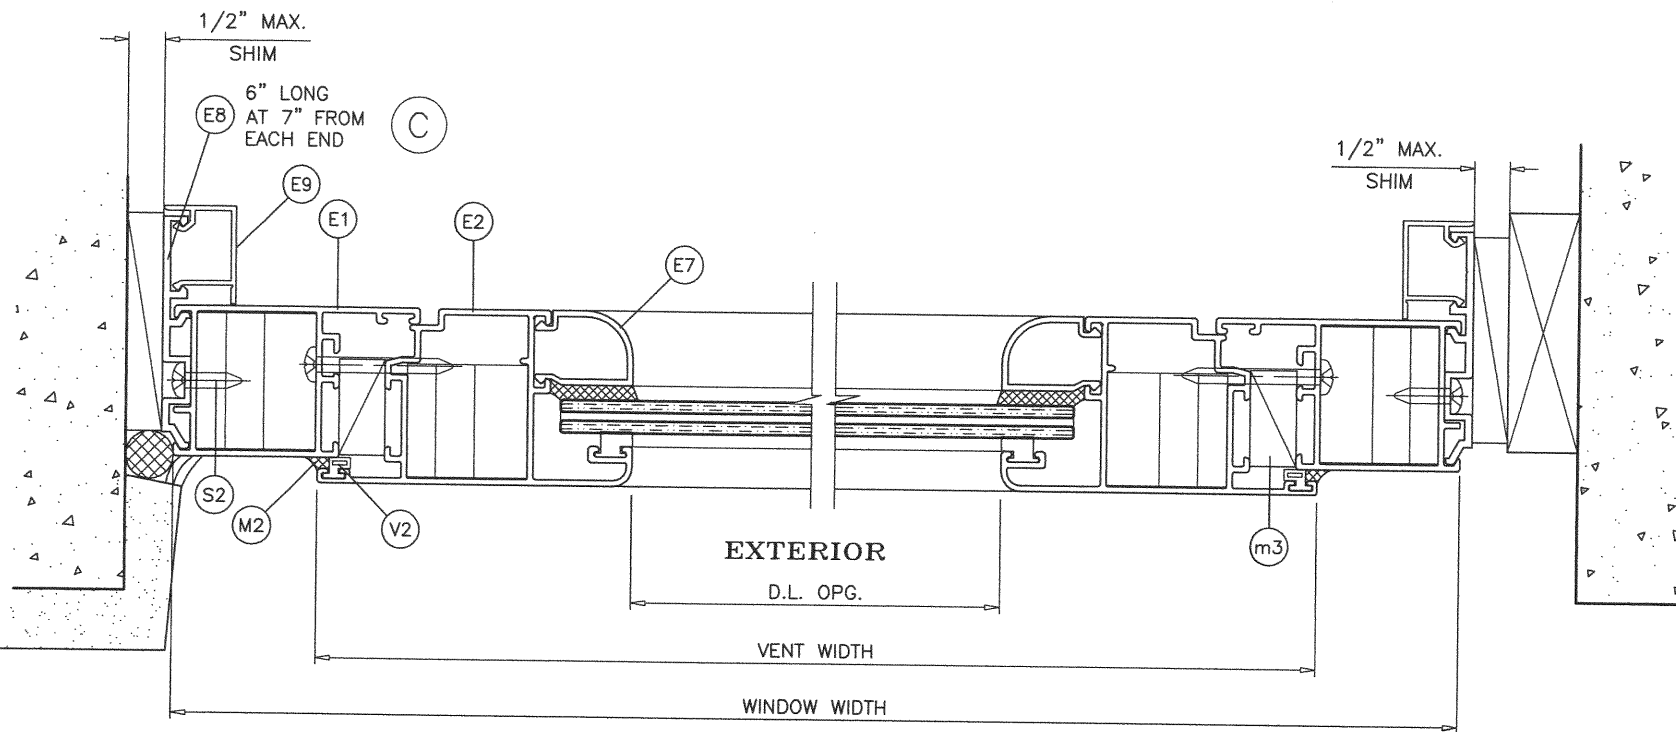 1/2" MAX.
SHIM
E8
6" LONG
AT 7" FROM
EACH END
C
1/2" MAX.
SHIM
E9
E1
E2
E7
S2
M2
V2
EXTERIOR
m3
D.L. OPG.
VENT WIDTH
WINDOW WIDTH